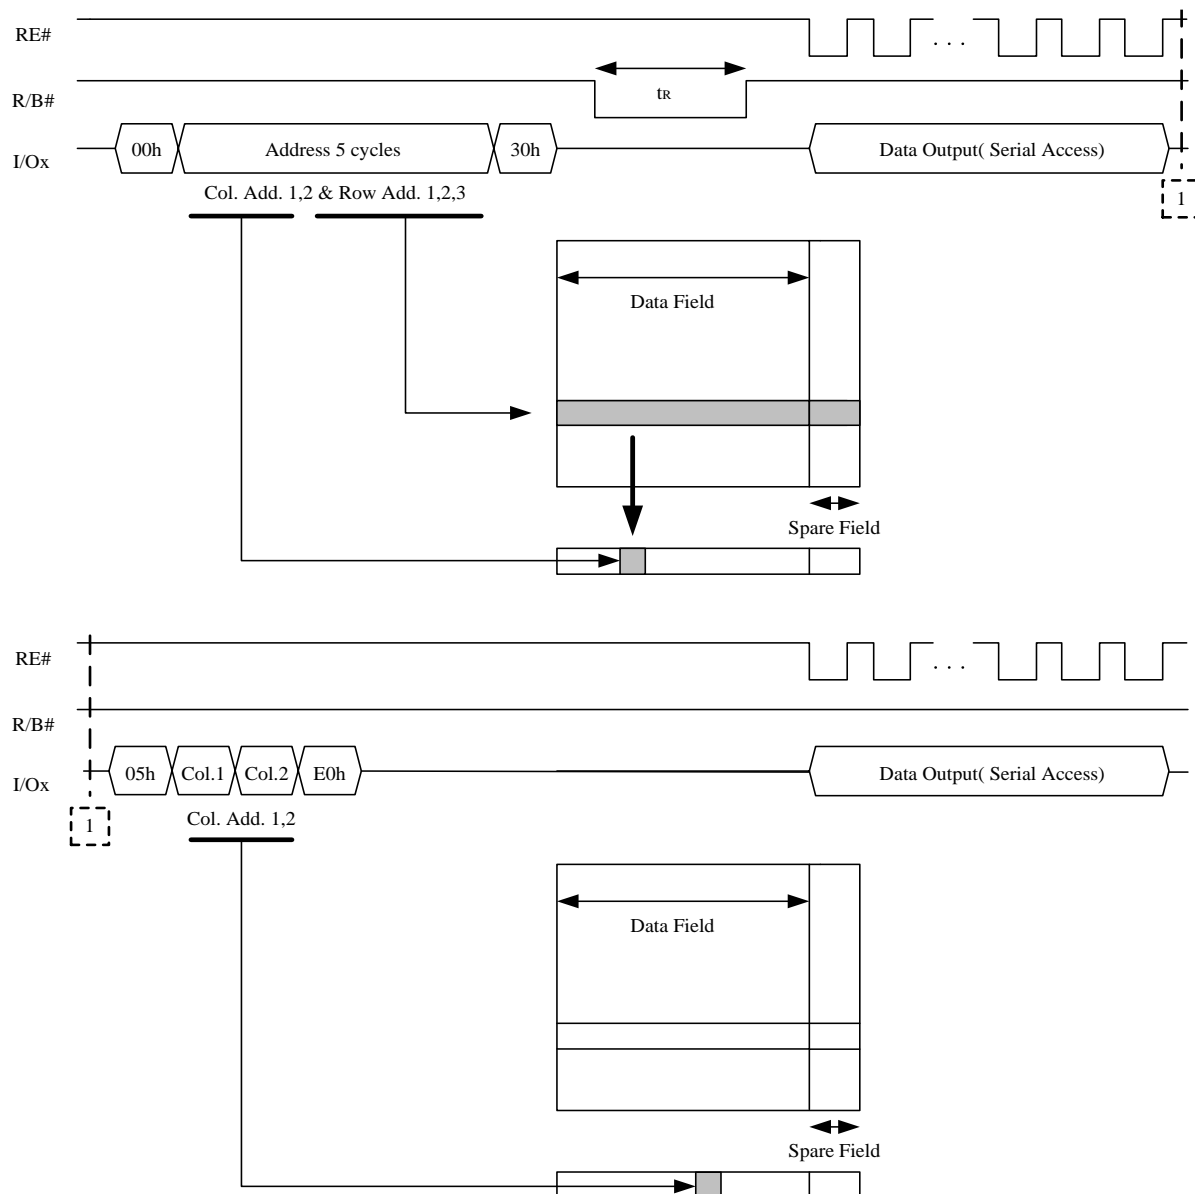 RE#
. . .
R/B#
tR
I/Ox
00h
Address 5 cycles
30h
Data Output( Serial Access)
Col. Add. 1,2 & Row Add. 1,2,3
1
Data Field
Spare Field
RE#
. . .
R/B#
I/Ox
05h
Col.1
Col.2
E0h
Data Output( Serial Access)
1
Col. Add. 1,2
Data Field
Spare Field